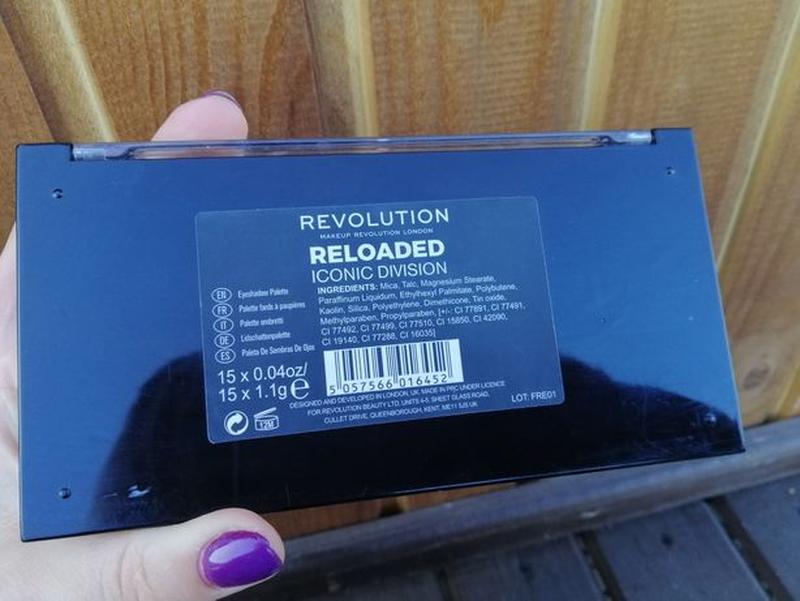 REVOLUTION
MAKEUP REVOLUTION LONDON
RELOADED
ICONIC DIVISION
EN Eyeshadow Palette
FR Palette fards à paupières
IT Palette ombretti
DE Lidschattenpalette
ES Paleta De Sombras De Ojos
INGREDIENTS: Mica, Talc, Magnesium Stearate,
Paraffinum Liquidum, Ethylhexyl Palmitate, Polybutene,
Kaolin, Silica, Polyethylene, Dimethicone, Tin oxide,
Methylparaben, Propylparaben, [+/- CI 77891, CI 77491,
CI 77492, CI 77499, CI 77510, CI 15850, CI 42090,
CI 19140, CI 77288, CI 16035]
15 x 0.04oz/
15 x 1.1g e
5 057566 016452
12M
DESIGNED AND DEVELOPED IN LONDON, UK. MADE IN PRC UNDER LICENCE
FOR REVOLUTION BEAUTY LTD, UNITS 4-5, SHEET GLASS ROAD,
CULLET DRIVE, QUEENBOROUGH, KENT, ME11 5JS UK
LOT: FRE01